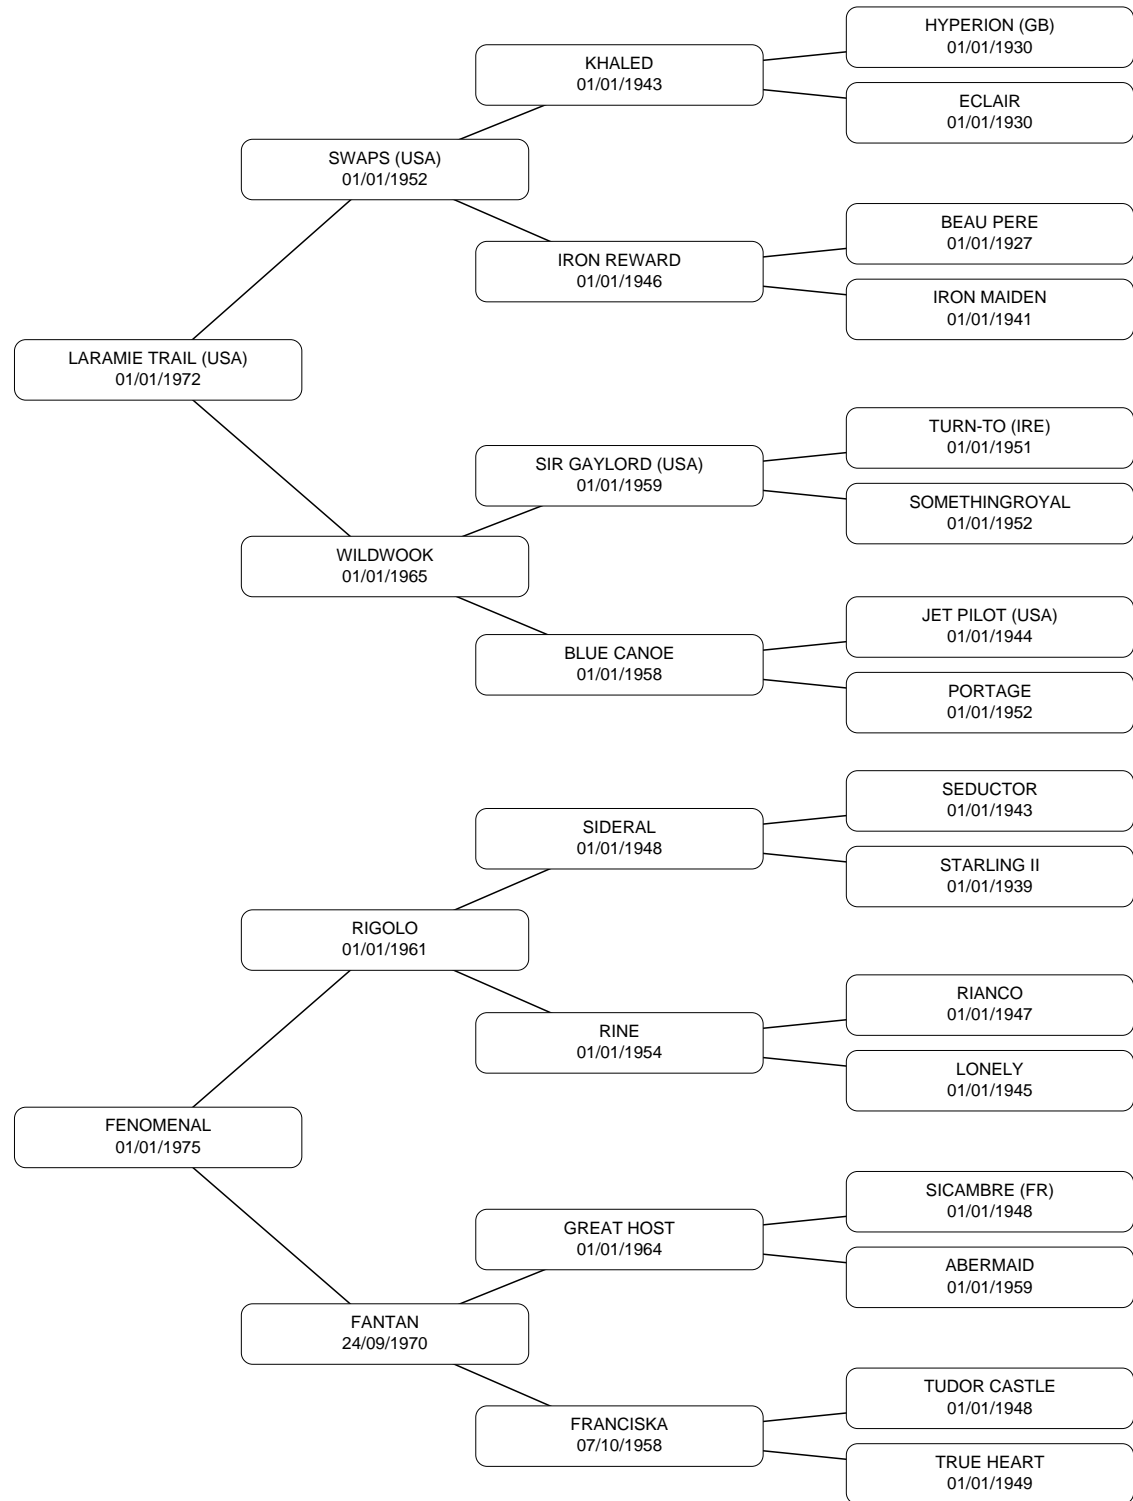 HYPERION (GB)
01/01/1930
KHALED
01/01/1943
ECLAIR
01/01/1930
SWAPS (USA)
01/01/1952
BEAU PERE
01/01/1927
IRON REWARD
01/01/1946
IRON MAIDEN
01/01/1941
LARAMIE TRAIL (USA)
01/01/1972
TURN-TO (IRE)
01/01/1951
SIR GAYLORD (USA)
01/01/1959
SOMETHINGROYAL
01/01/1952
WILDWOOK
01/01/1965
JET PILOT (USA)
01/01/1944
BLUE CANOE
01/01/1958
PORTAGE
01/01/1952
SEDUCTOR
01/01/1943
SIDERAL
01/01/1948
STARLING II
01/01/1939
RIGOLO
01/01/1961
RIANCO
01/01/1947
RINE
01/01/1954
LONELY
01/01/1945
FENOMENAL
01/01/1975
SICAMBRE (FR)
01/01/1948
GREAT HOST
01/01/1964
ABERMAID
01/01/1959
FANTAN
24/09/1970
TUDOR CASTLE
01/01/1948
FRANCISKA
07/10/1958
TRUE HEART
01/01/1949